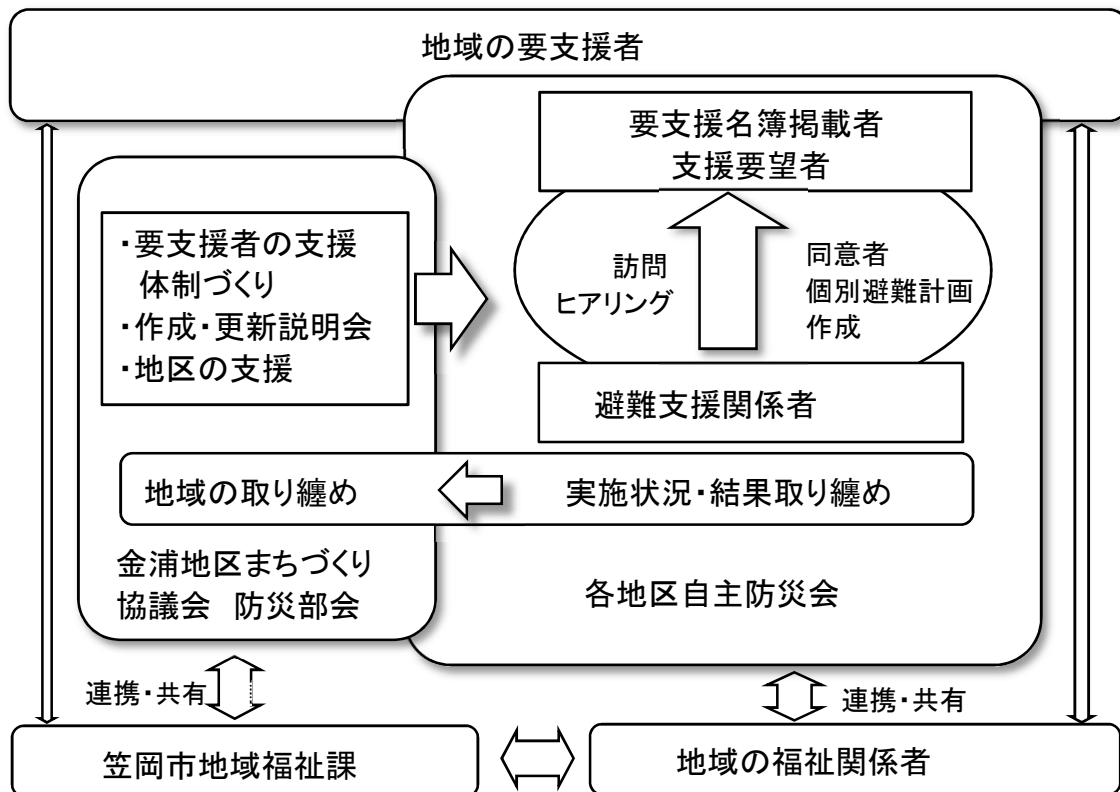 地域の要支援者
要支援名簿掲載者
支援要望者
・要支援者の支援
体制づくり
・作成・更新説明会
・地区の支援
訪問
ヒアリング
同意者
個別避難計画
作成
避難支援関係者
地域の取り纏め
実施状況・結果取り纏め
金浦地区まちづくり
協議会　防災部会
各地区自主防災会
連携・共有
連携・共有
笠岡市地域福祉課
地域の福祉関係者